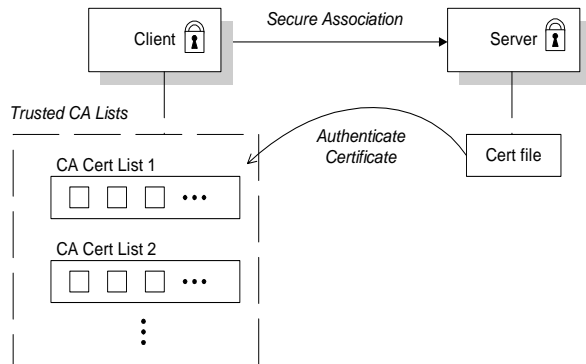 Secure Association
Client
Server
Trusted CA Lists
Authenticate
Certificate
Cert file
CA Cert List 1
CA Cert List 2